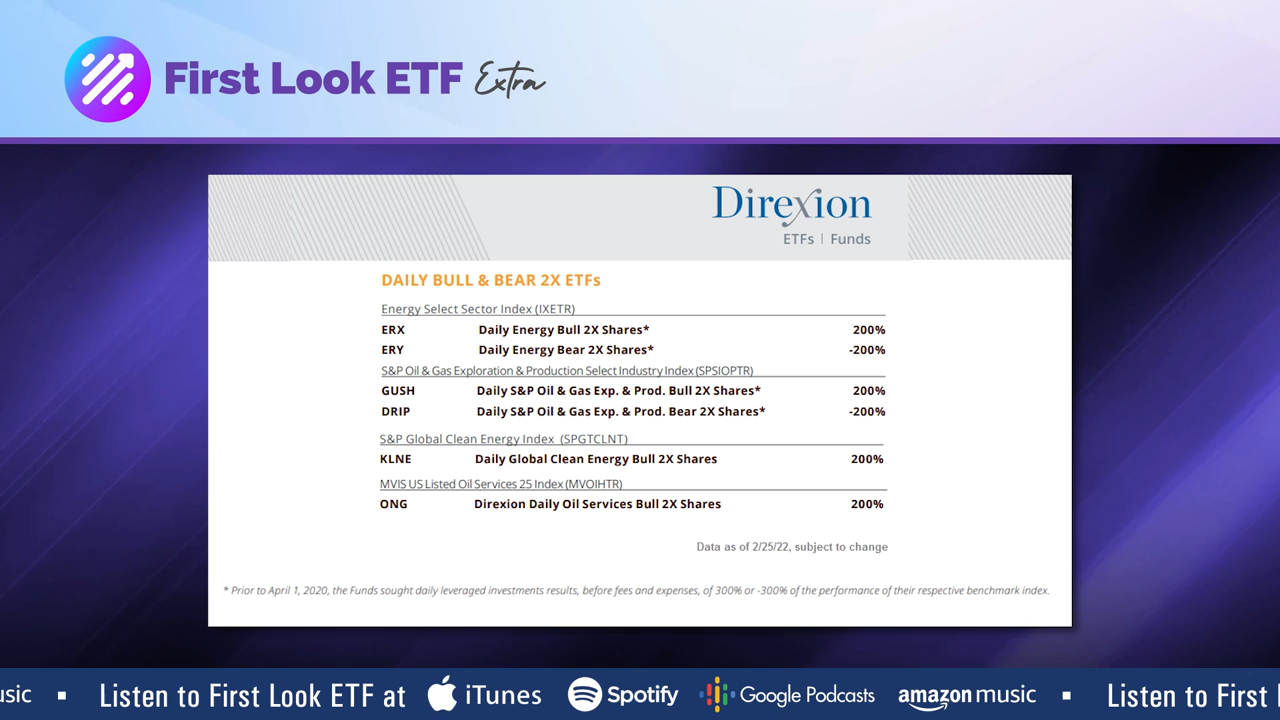 First Look ETF Extra
Direxion
ETFs | Funds
DAILY BULL & BEAR 2X ETFs
Energy Select Sector Index (IXETR)
ERX Daily Energy Bull 2X Shares* 200%
ERY Daily Energy Bear 2X Shares* -200%
S&P Oil & Gas Exploration & Production Select Industry Index (SPSIOPTR)
GUSH Daily S&P Oil & Gas Exp. & Prod. Bull 2X Shares* 200%
DRIP Daily S&P Oil & Gas Exp. & Prod. Bear 2X Shares* -200%
S&P Global Clean Energy Index (SPGTCLNT)
KLNE Daily Global Clean Energy Bull 2X Shares 200%
MVIS US Listed Oil Services 25 Index (MVOIHTR)
ONG Direxion Daily Oil Services Bull 2X Shares 200%
Data as of 2/25/22, subject to change
* Prior to April 1, 2020, the Funds sought daily leveraged investments results, before fees and expenses, of 300% or -300% of the performance of their respective benchmark index.
usic ▪ Listen to First Look ETF at iTunes Spotify Google Podcasts amazon music ▪ Listen to First